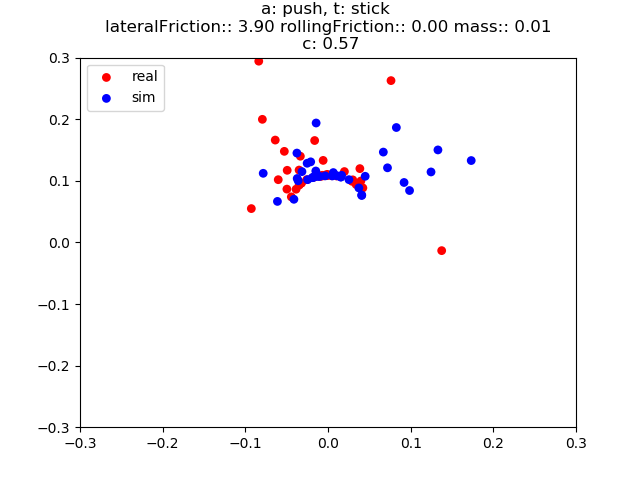 a: push, t: stick
lateralFriction:: 3.90 rollingFriction:: 0.00 mass:: 0.01
c: 0.57
real
sim
0.3
0.2
0.1
0.0
−0.1
−0.2
−0.3
−0.3 −0.2 −0.1 0.0 0.1 0.2 0.3